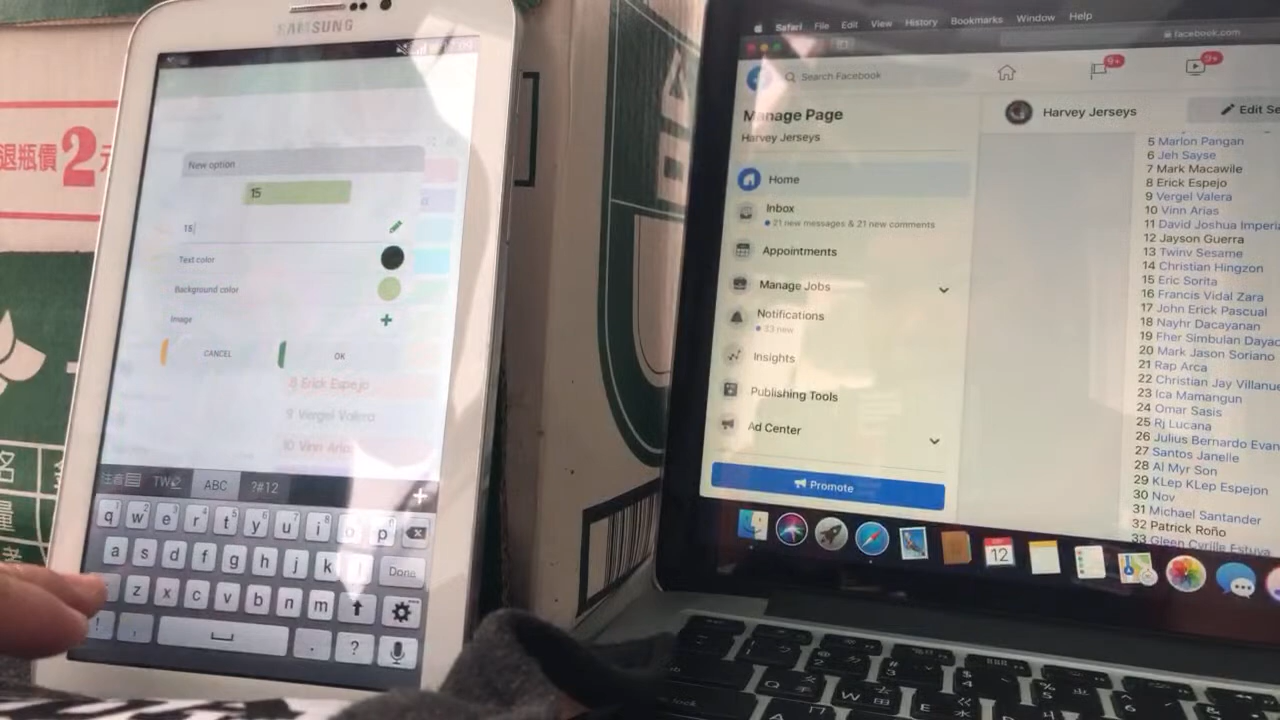 SAMSUNG
New option
15
15
Text color
Background color
Image
CANCEL
OK
8 Erick Espejo
9 Vergel Valera
10 Vinn Arias
注音
ABC
?#12
q w e r t y u i o p
a s d f g h j k l Done
z x c v b n m
, . ?
退瓶價2元
名
量
Safari File Edit View History Bookmarks Window Help
facebook.com
Search Facebook
9+
9+
Manage Page
Harvey Jerseys
Home
Inbox
21 new messages & 21 new comments
Appointments
Manage Jobs
Notifications
33 new
Insights
Publishing Tools
Ad Center
Promote
Harvey Jerseys
Edit Se
5 Marlon Pangan
6 Jeh Sayse
7 Mark Macawile
8 Erick Espejo
9 Vergel Valera
10 Vinn Arias
11 David Joshua Imperia
12 Jayson Guerra
13 Twinv Sesame
14 Christian Hingzon
15 Eric Sorita
16 Francis Vidal Zara
17 John Erick Pascual
18 Nayhr Dacayanan
19 Fher Simbulan Dayao
20 Mark Jason Soriano
21 Rap Arca
22 Christian Jay Villanue
23 Ica Mamangun
24 Omar Sasis
25 Rj Lucana
26 Julius Bernardo Evan
27 Santos Janelle
28 Al Myr Son
29 KLep KLep Espejon
30 Nov
31 Michael Santander
32 Patrick Roño
33 Gleen Cyrille Estuva
12